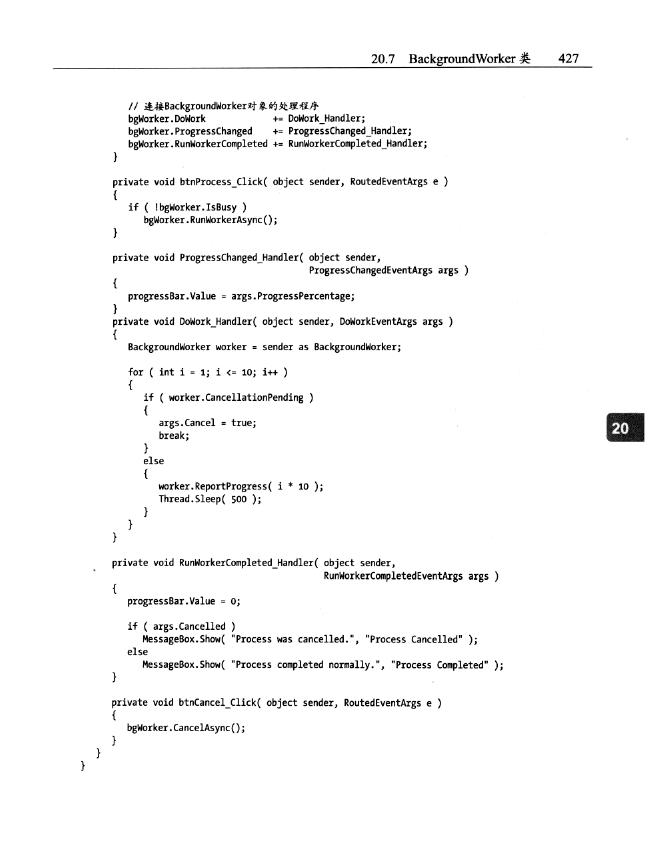 20.7 BackgroundWorker 类 427
// 连接BackgroundWorker对象的处理程序
bgWorker.DoWork += DoWork_Handler;
bgWorker.ProgressChanged += ProgressChanged_Handler;
bgWorker.RunWorkerCompleted += RunWorkerCompleted_Handler;
}
private void btnProcess_Click( object sender, RoutedEventArgs e )
{
if ( !bgWorker.IsBusy )
bgWorker.RunWorkerAsync();
}
private void ProgressChanged_Handler( object sender,
ProgressChangedEventArgs args )
{
progressBar.Value = args.ProgressPercentage;
}
private void DoWork_Handler( object sender, DoWorkEventArgs args )
{
BackgroundWorker worker = sender as BackgroundWorker;
for ( int i = 1; i <= 10; i++ )
{
if ( worker.CancellationPending )
{
args.Cancel = true;
break;
}
else
{
worker.ReportProgress( i * 10 );
Thread.Sleep( 500 );
}
}
}
20
private void RunWorkerCompleted_Handler( object sender,
RunWorkerCompletedEventArgs args )
{
progressBar.Value = 0;
if ( args.Cancelled )
MessageBox.Show( "Process was cancelled.", "Process Cancelled" );
else
MessageBox.Show( "Process completed normally.", "Process Completed" );
}
private void btnCancel_Click( object sender, RoutedEventArgs e )
{
bgWorker.CancelAsync();
}
}
}